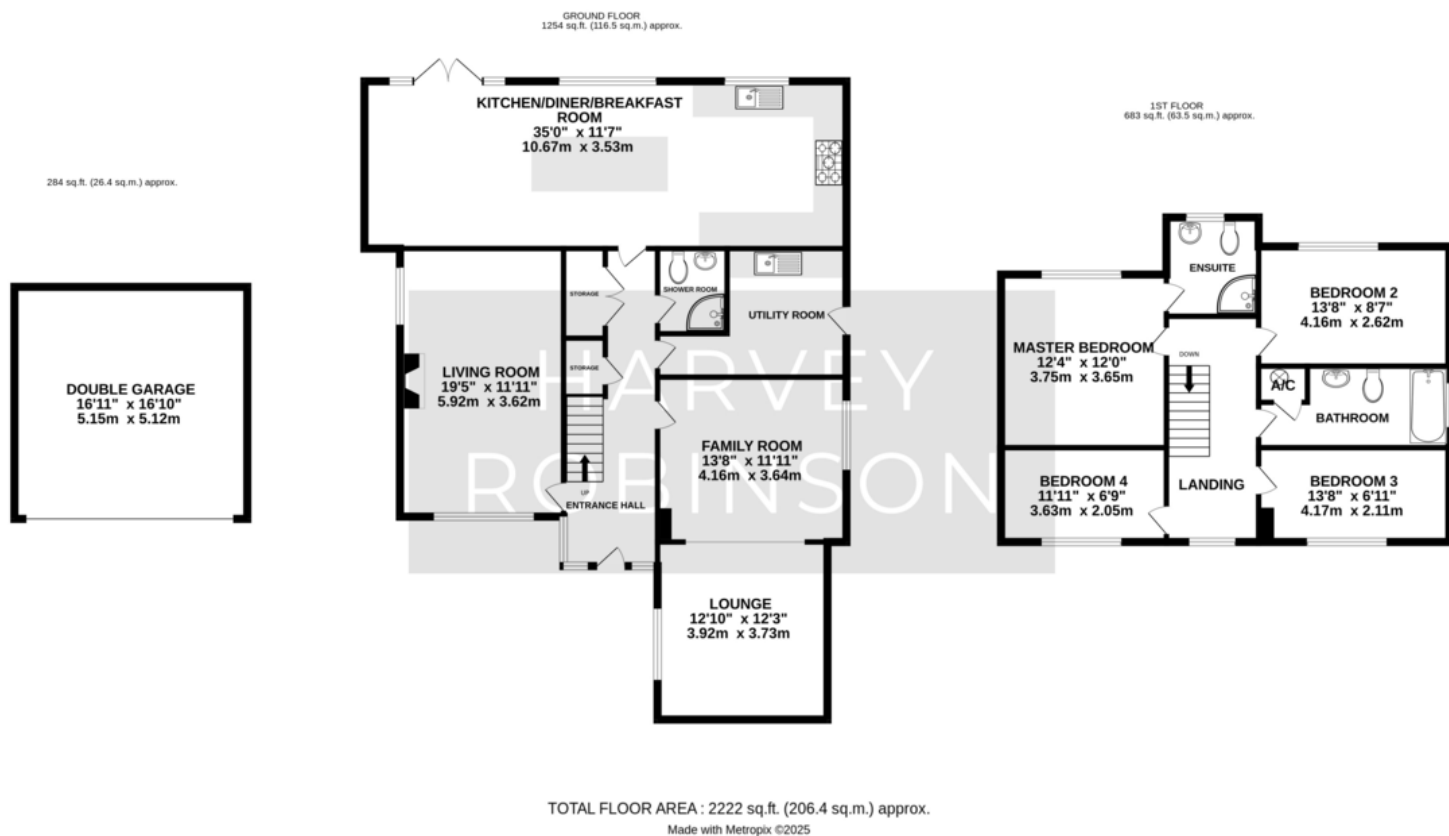 GROUND FLOOR
1254 sq.ft. (116.5 sq.m.) approx.
KITCHEN/DINER/BREAKFAST
ROOM
35'0" x 11'7"
10.67m x 3.53m
1ST FLOOR
683 sq.ft. (63.5 sq.m.) approx.
284 sq.ft. (26.4 sq.m.) approx.
DOUBLE GARAGE
16'11" x 16'10"
5.15m x 5.12m
STORAGE
SHOWER ROOM
UTILITY ROOM
STORAGE
LIVING ROOM
19'5" x 11'11"
5.92m x 3.62m
FAMILY ROOM
13'8" x 11'11"
4.16m x 3.64m
UP
ENTRANCE HALL
LOUNGE
12'10" x 12'3"
3.92m x 3.73m
ENSUITE
BEDROOM 2
13'8" x 8'7"
4.16m x 2.62m
MASTER BEDROOM
12'4" x 12'0"
3.75m x 3.65m
DOWN
A/C
BATHROOM
BEDROOM 4
11'11" x 6'9"
3.63m x 2.05m
LANDING
BEDROOM 3
13'8" x 6'11"
4.17m x 2.11m
HARVEY
ROBINSON
TOTAL FLOOR AREA : 2222 sq.ft. (206.4 sq.m.) approx.
Made with Metropix ©2025